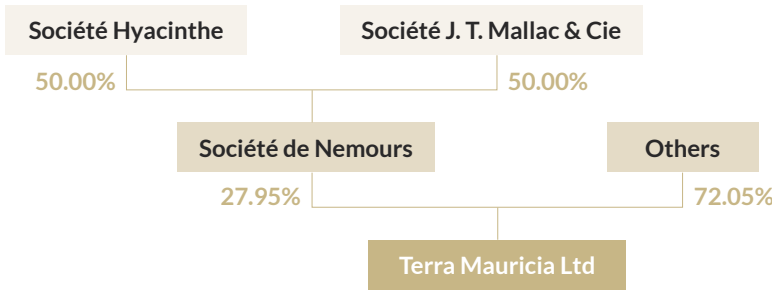 Société Hyacinthe
Société J. T. Mallac & Cie
50.00%
50.00%
Société de Nemours
Others
27.95%
72.05%
Terra Mauricia Ltd